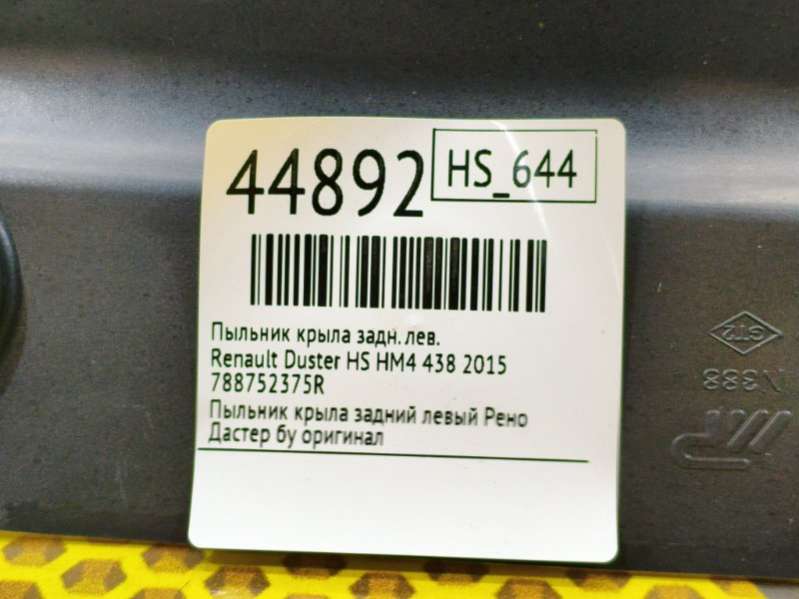 44892
HS_644
Пыльник крыла задн. лев.
Renault Duster HS HM4 438 2015
788752375R
Пыльник крыла задний левый Рено
Дастер бу оригинал
GT2